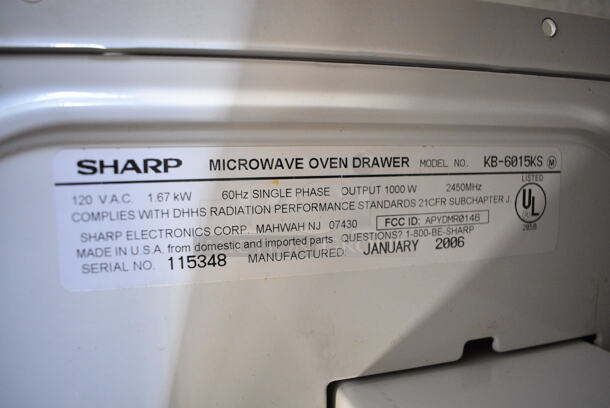 SHARP MICROWAVE OVEN DRAWER MODEL NO. KB-6015KS M
120 V.A.C. 1.67 kW 60Hz SINGLE PHASE OUTPUT 1000 W 2450MHz LISTED
COMPLIES WITH DHHS RADIATION PERFORMANCE STANDARDS 21CFR SUBCHAPTER J UL
SHARP ELECTRONICS CORP. MAHWAH NJ 07430 FCC ID: APYDMR0146 205B
MADE IN U.S.A. from domestic and imported parts. QUESTIONS? 1-800-BE-SHARP
SERIAL NO. 115348 MANUFACTURED: JANUARY 2006